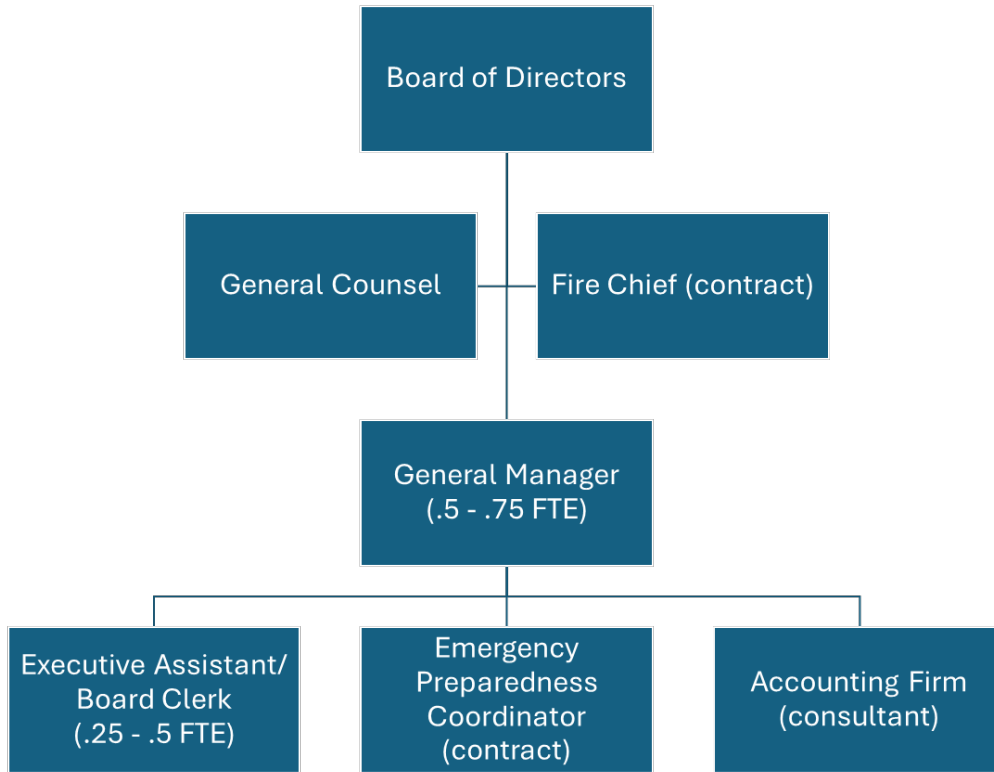 Board of Directors
General Counsel
Fire Chief (contract)
General Manager
(.5 - .75 FTE)
Executive Assistant/
Board Clerk
(.25 - .5 FTE)
Emergency
Preparedness
Coordinator
(contract)
Accounting Firm
(consultant)